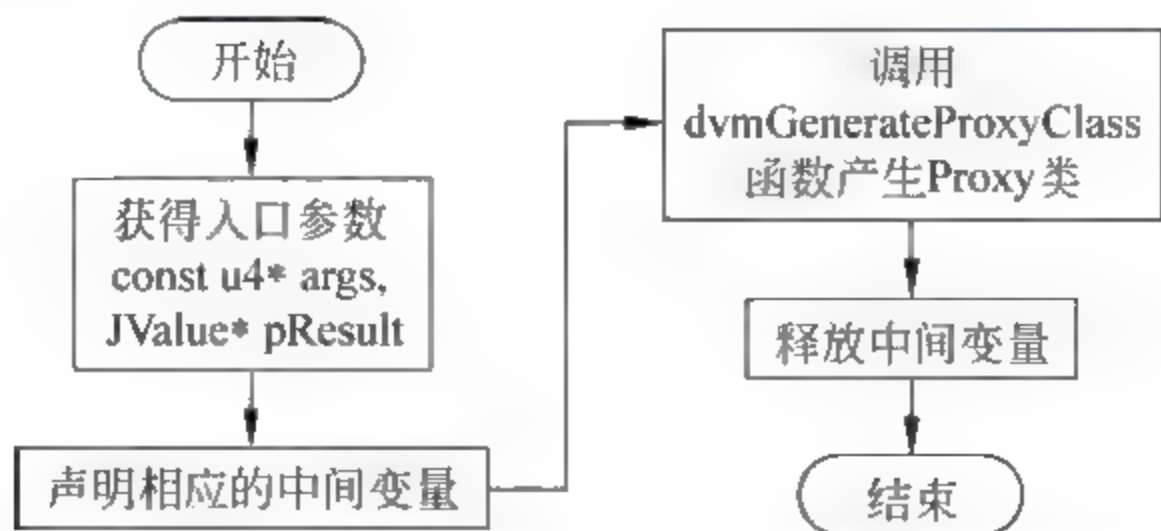 开始
获得入口参数
const u4* args,
JValue* pResult
声明相应的中间变量
调用
dvmGenerateProxyClass
函数产生Proxy类
释放中间变量
结束